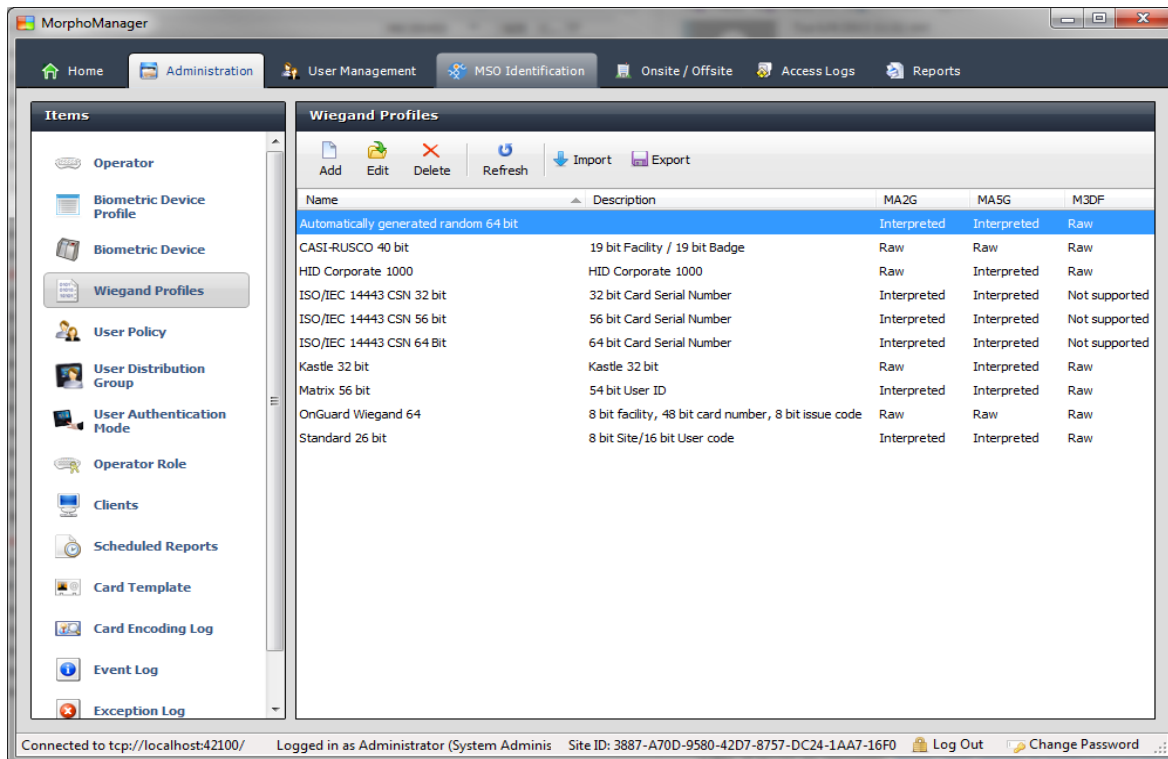 MorphoManager
Home Administration User Management MSO Identification Onsite / Offsite Access Logs Reports
Items
Operator
Biometric Device
Profile
Biometric Device
Wiegand Profiles
User Policy
User Distribution
Group
User Authentication
Mode
Operator Role
Clients
Scheduled Reports
Card Template
Card Encoding Log
Event Log
Exception Log
Wiegand Profiles
Add Edit Delete Refresh Import Export
Name Description MA2G MA5G M3DF
Automatically generated random 64 bit Interpreted Interpreted Raw
CASI-RUSCO 40 bit 19 bit Facility / 19 bit Badge Raw Raw Raw
HID Corporate 1000 HID Corporate 1000 Raw Interpreted Raw
ISO/IEC 14443 CSN 32 bit 32 bit Card Serial Number Interpreted Interpreted Not supported
ISO/IEC 14443 CSN 56 bit 56 bit Card Serial Number Interpreted Interpreted Not supported
ISO/IEC 14443 CSN 64 Bit 64 bit Card Serial Number Interpreted Interpreted Not supported
Kastle 32 bit Kastle 32 bit Raw Interpreted Raw
Matrix 56 bit 54 bit User ID Interpreted Interpreted Raw
OnGuard Wiegand 64 8 bit facility, 48 bit card number, 8 bit issue code Raw Raw Raw
Standard 26 bit 8 bit Site/16 bit User code Interpreted Interpreted Raw
Connected to tcp://localhost:42100/ Logged in as Administrator (System Adminis Site ID: 3887-A70D-9580-42D7-8757-DC24-1AA7-16F0 Log Out Change Password